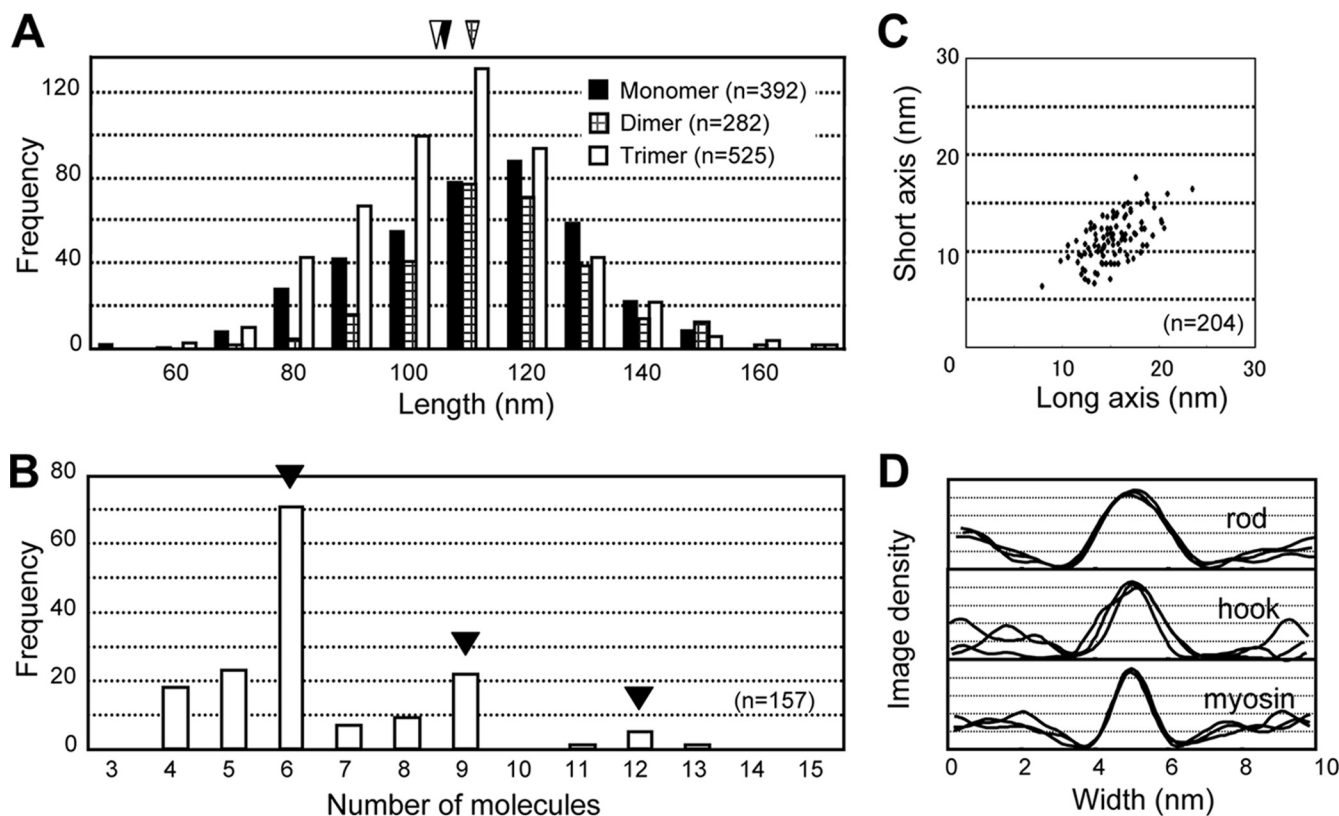 A
Frequency
120
80
40
0
Monomer (n=392)
Dimer (n=282)
Trimer (n=525)
60 80 100 120 140 160
Length (nm)
B
Frequency
80
60
40
20
0
(n=157)
3 4 5 6 7 8 9 10 11 12 13 14 15
Number of molecules
C
Short axis (nm)
30
20
10
0
(n=204)
10 20 30
Long axis (nm)
D
Image density
rod
hook
myosin
0 2 4 6 8 10
Width (nm)